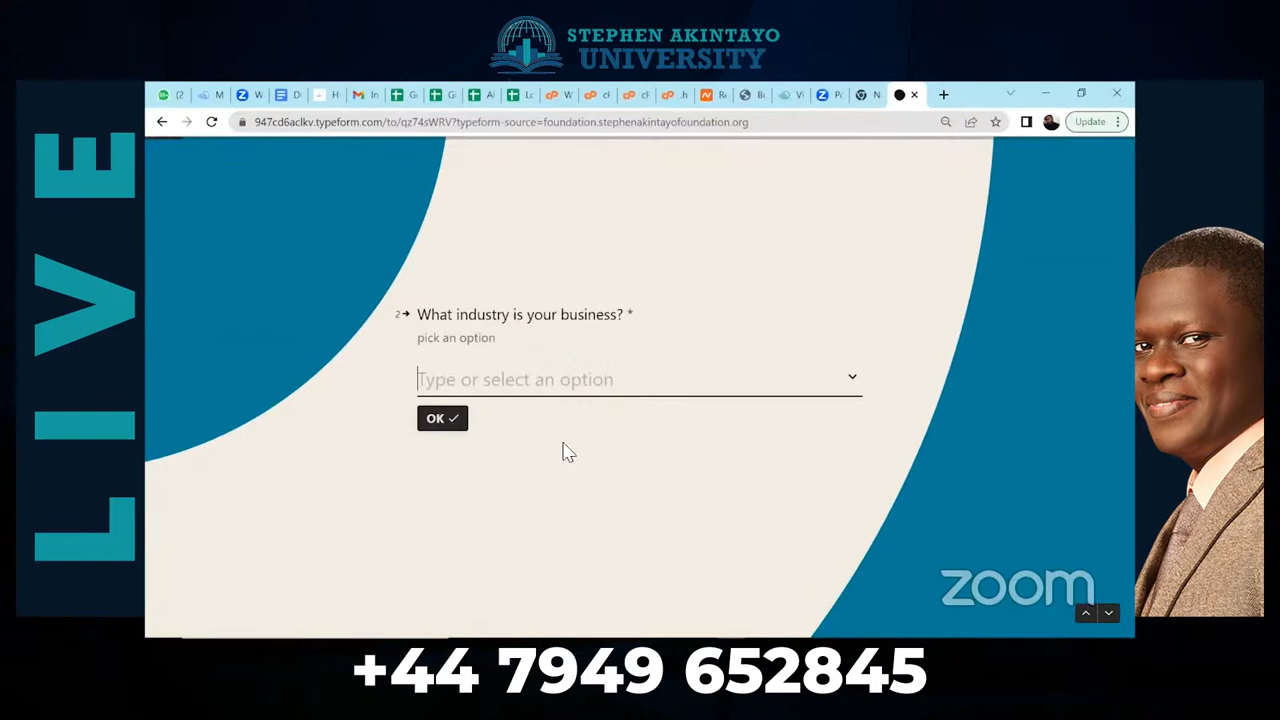 STEPHEN AKINTAYO
UNIVERSITY
LIVE
Update
947cd6aclkv.typeform.com/to/qz74sWRV?typeform-source=foundation.stephenakintayofoundation.org
2 What industry is your business? *
pick an option
Type or select an option
OK
zoom
+44 7949 652845